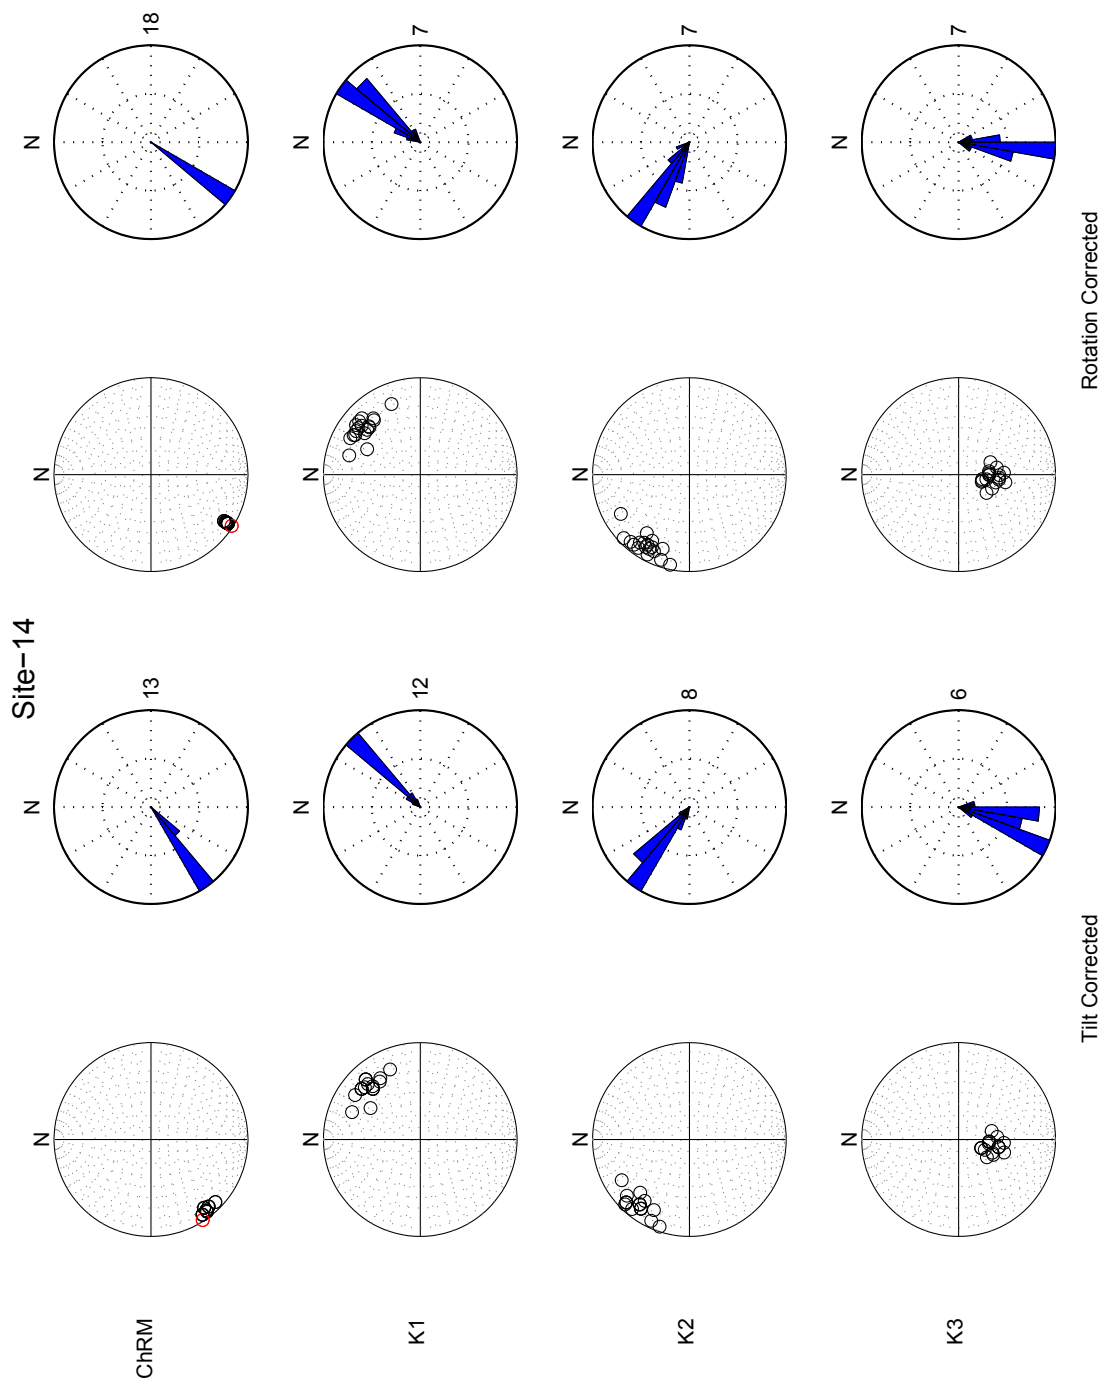 Site−14
N N N N
ChRM 13 18
N N N N
K1 12 7
N N N N
K2 8 7
N N N N
K3 6 7
Tilt Corrected Rotation Corrected